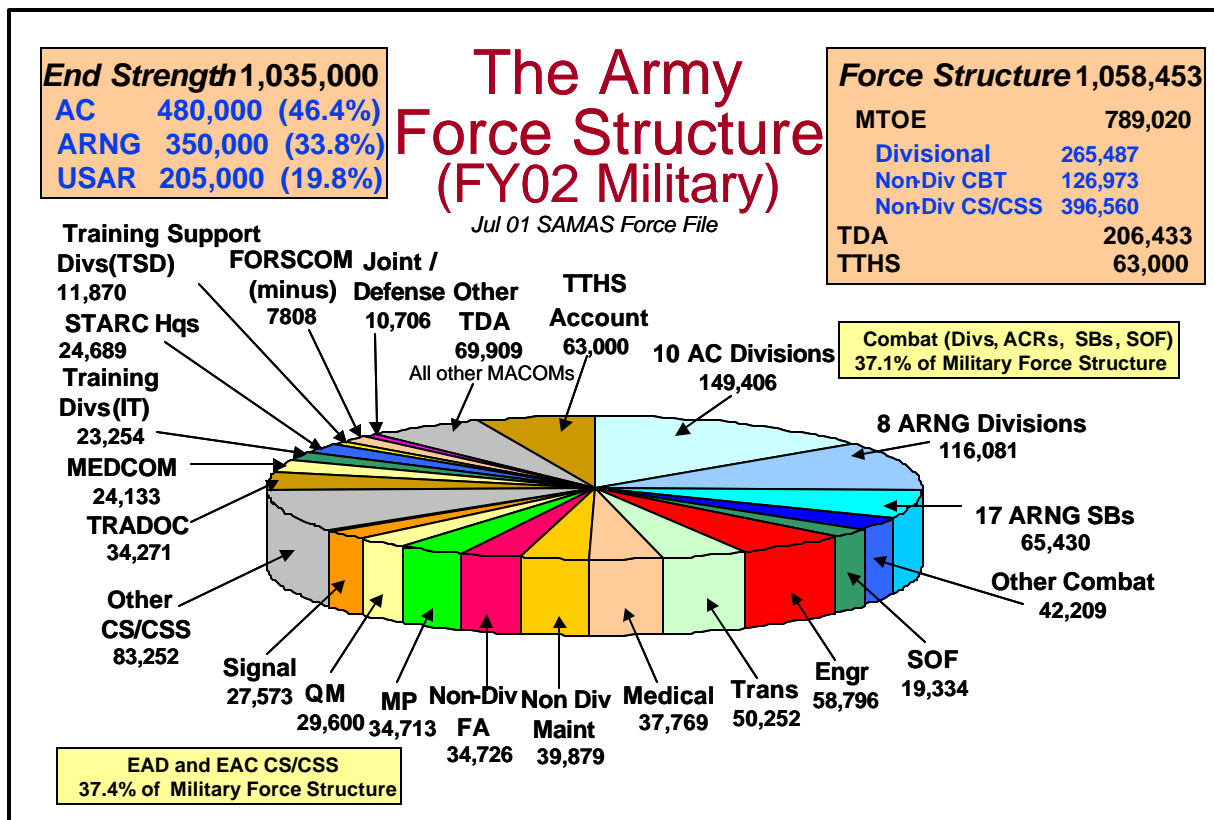 End Strength 1,035,000
AC 480,000 (46.4%)
ARNG 350,000 (33.8%)
USAR 205,000 (19.8%)
The Army
Force Structure
(FY02 Military)
Jul 01 SAMAS Force File
Force Structure 1,058,453
MTOE 789,020
Divisional 265,487
Non-Div CBT 126,973
Non-Div CS/CSS 396,560
TDA 206,433
TTHS 63,000
Combat (Divs, ACRs, SBs, SOF)
37.1% of Military Force Structure
Training Support
Divs(TSD)
11,870
FORSCOM
(minus)
7808
Joint /
Defense
10,706
Other
TDA
69,909
All other MACOMs
TTHS
Account
63,000
10 AC Divisions
149,406
8 ARNG Divisions
116,081
17 ARNG SBs
65,430
Other Combat
42,209
SOF
19,334
Engr
58,796
Trans
50,252
Medical
37,769
Non Div
Maint
39,879
Non-Div
FA
34,726
MP
34,713
QM
29,600
Signal
27,573
Other
CS/CSS
83,252
TRADOC
34,271
MEDCOM
24,133
Training
Divs(IT)
23,254
STARC Hqs
24,689
EAD and EAC CS/CSS
37.4% of Military Force Structure